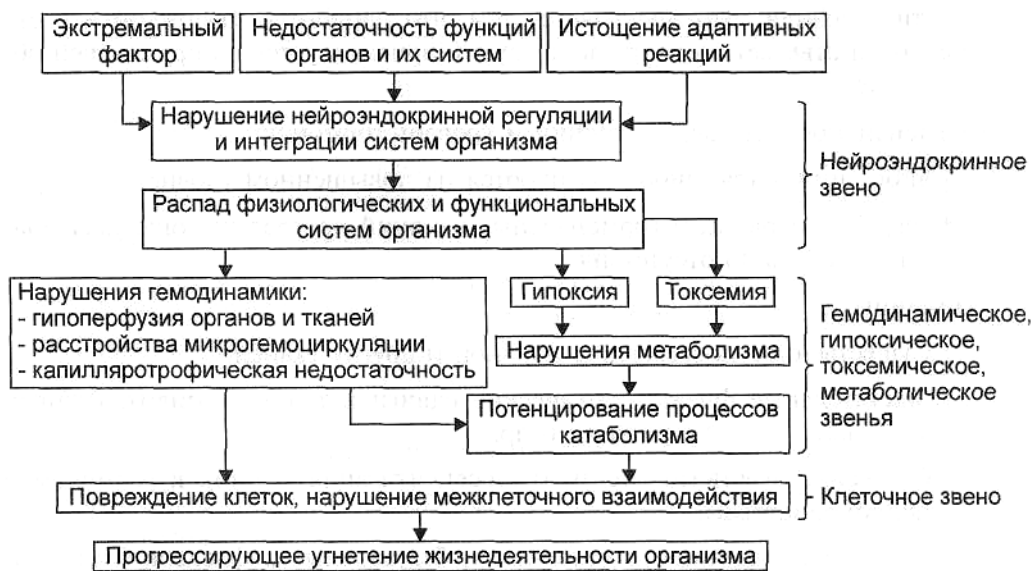 Экстремальный
фактор
Недостаточность функций
органов и их систем
Истощение адаптивных
реакций
Нарушение нейроэндокринной регуляции
и интеграции систем организма
Нейроэндокринное
звено
Распад физиологических и функциональных
систем организма
Нарушения гемодинамики:
- гипоперфузия органов и тканей
- расстройства микрогемоциркуляции
- капилляротрофическая недостаточность
Гипоксия
Токсемия
Нарушения метаболизма
Потенцирование процессов
катаболизма
Гемодинамическое,
гипоксическое,
токсемическое,
метаболическое
звенья
Повреждение клеток, нарушение межклеточного взаимодействия
Клеточное звено
Прогрессирующее угнетение жизнедеятельности организма